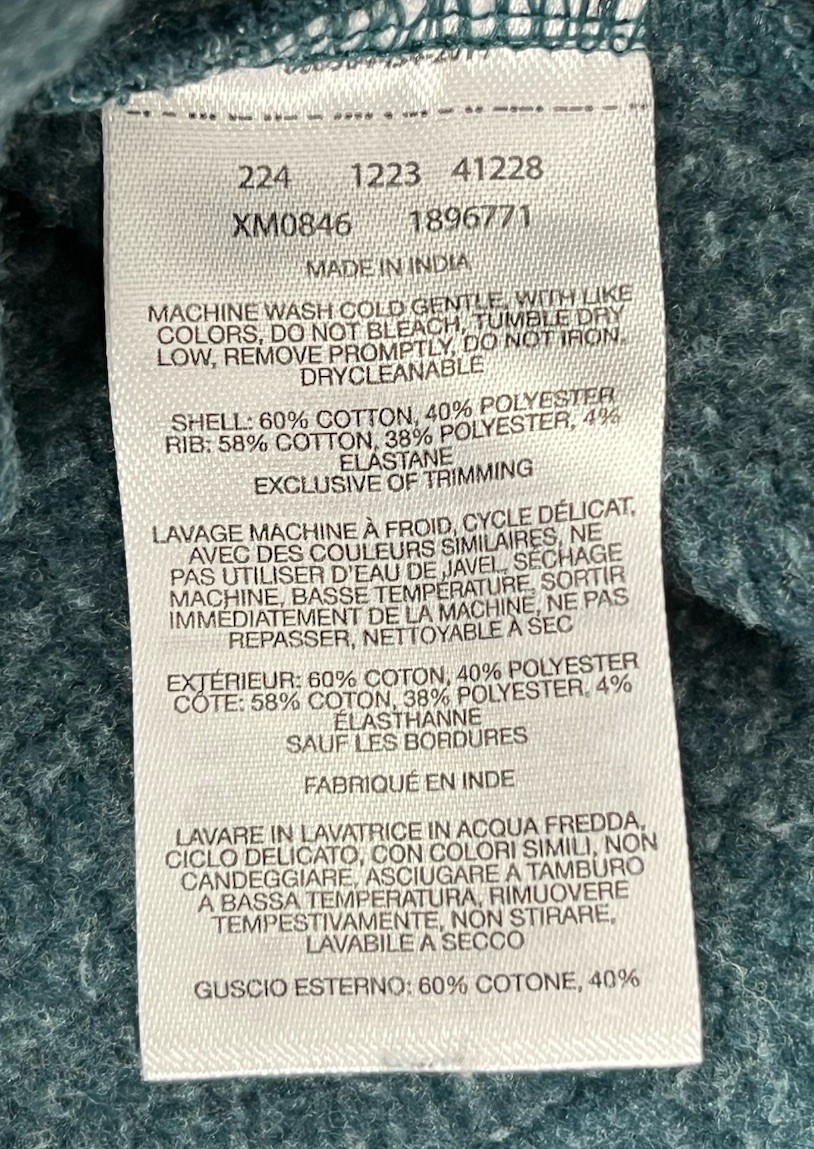 224 1223 41228
XM0846 1896771
MADE IN INDIA
MACHINE WASH COLD GENTLE, WITH LIKE
COLORS, DO NOT BLEACH, TUMBLE DRY
LOW, REMOVE PROMPTLY, DO NOT IRON,
DRYCLEANABLE
SHELL: 60% COTTON, 40% POLYESTER
RIB: 58% COTTON, 38% POLYESTER, 4%
ELASTANE
EXCLUSIVE OF TRIMMING
LAVAGE MACHINE À FROID, CYCLE DÉLICAT,
AVEC DES COULEURS SIMILAIRES, NE
PAS UTILISER D'EAU DE JAVEL, SÉCHAGE
MACHINE, BASSE TEMPÉRATURE, SORTIR
IMMÉDIATEMENT DE LA MACHINE, NE PAS
REPASSER, NETTOYABLE À SEC
EXTÉRIEUR: 60% COTON, 40% POLYESTER
CÔTE: 58% COTON, 38% POLYESTER, 4%
ÉLASTHANNE
SAUF LES BORDURES
FABRIQUÉ EN INDE
LAVARE IN LAVATRICE IN ACQUA FREDDA,
CICLO DELICATO, CON COLORI SIMILI, NON
CANDEGGIARE, ASCIUGARE A TAMBURO
A BASSA TEMPERATURA, RIMUOVERE
TEMPESTIVAMENTE, NON STIRARE,
LAVABILE A SECCO
GUSCIO ESTERNO: 60% COTONE, 40%